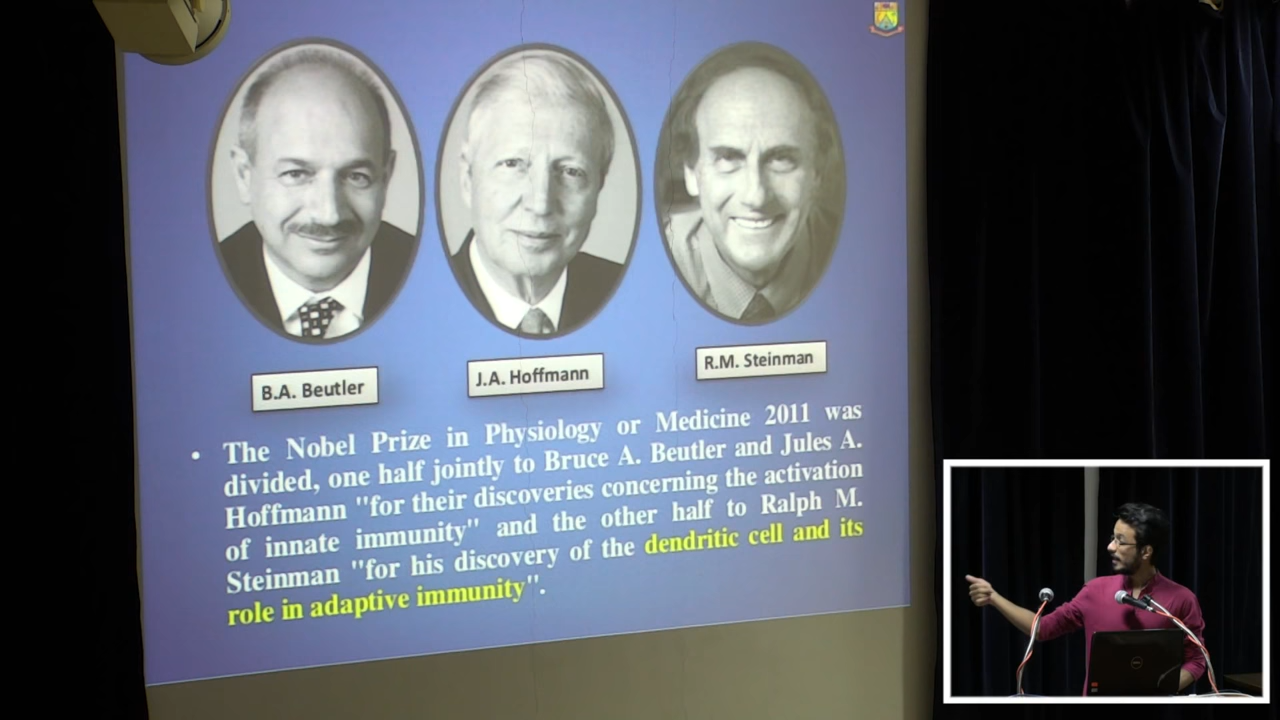 B.A. Beutler
J.A. Hoffmann
R.M. Steinman
• The Nobel Prize in Physiology or Medicine 2011 was
divided, one half jointly to Bruce A. Beutler and Jules A.
Hoffmann "for their discoveries concerning the activation
of innate immunity" and the other half to Ralph M.
Steinman "for his discovery of the dendritic cell and its
role in adaptive immunity".